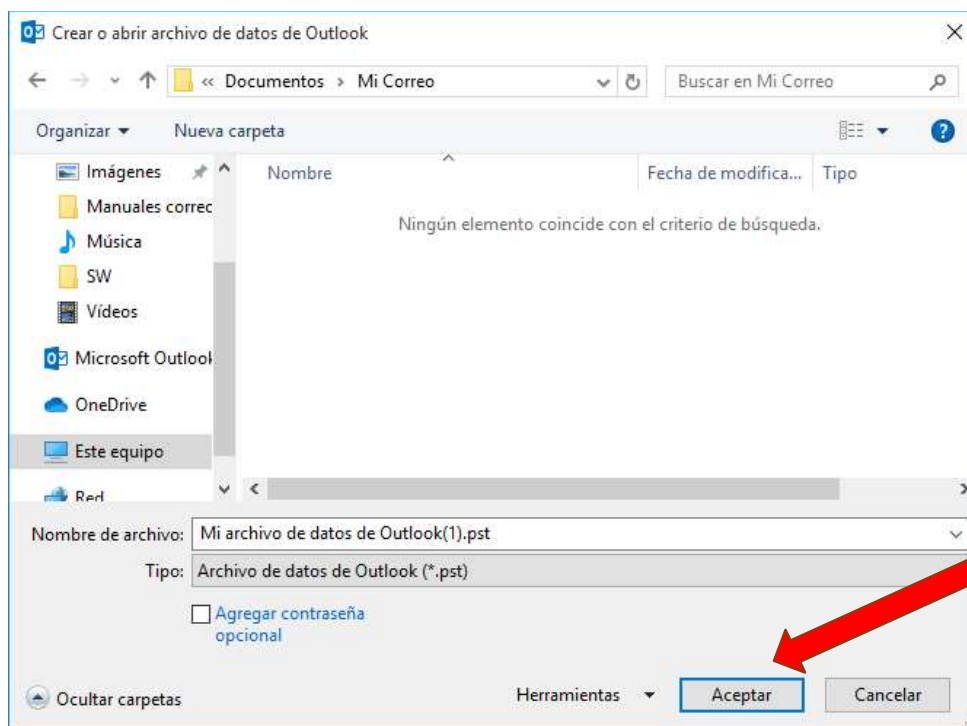 Crear o abrir archivo de datos de Outlook
« Documentos > Mi Correo
Buscar en Mi Correo
Organizar
Nueva carpeta
Nombre
Fecha de modifica...
Tipo
Imágenes
Manuales correc
Música
SW
Vídeos
Microsoft Outlook
OneDrive
Este equipo
Red
Ningún elemento coincide con el criterio de búsqueda.
Nombre de archivo: Mi archivo de datos de Outlook(1).pst
Tipo: Archivo de datos de Outlook (*.pst)
Agregar contraseña
opcional
Ocultar carpetas
Herramientas
Aceptar
Cancelar